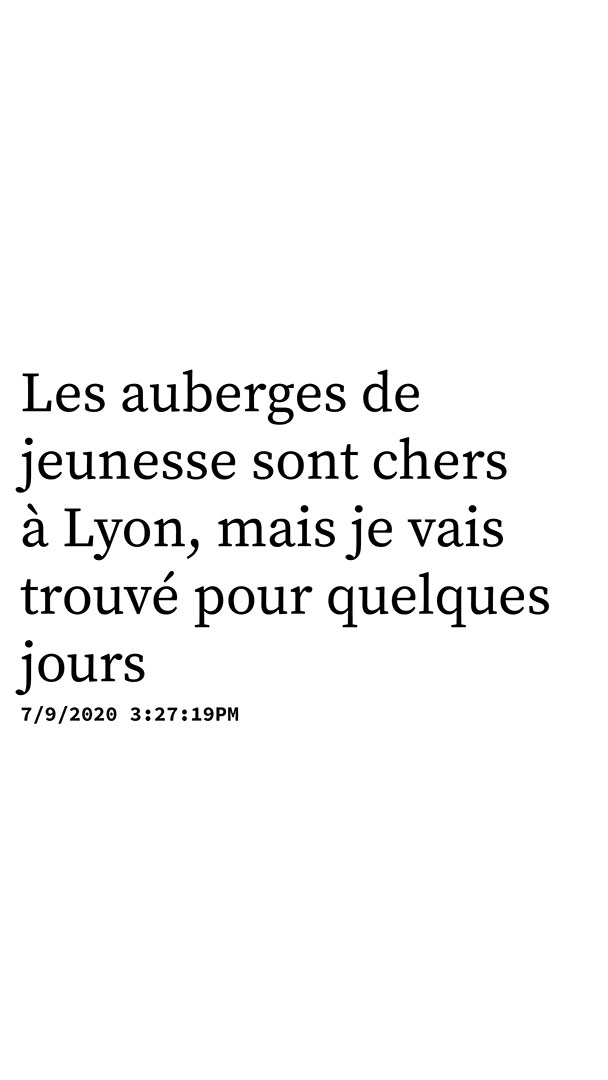 Les auberges de
jeunesse sont chers
à Lyon, mais je vais
trouvé pour quelques
jours
7/9/2020 3:27:19PM